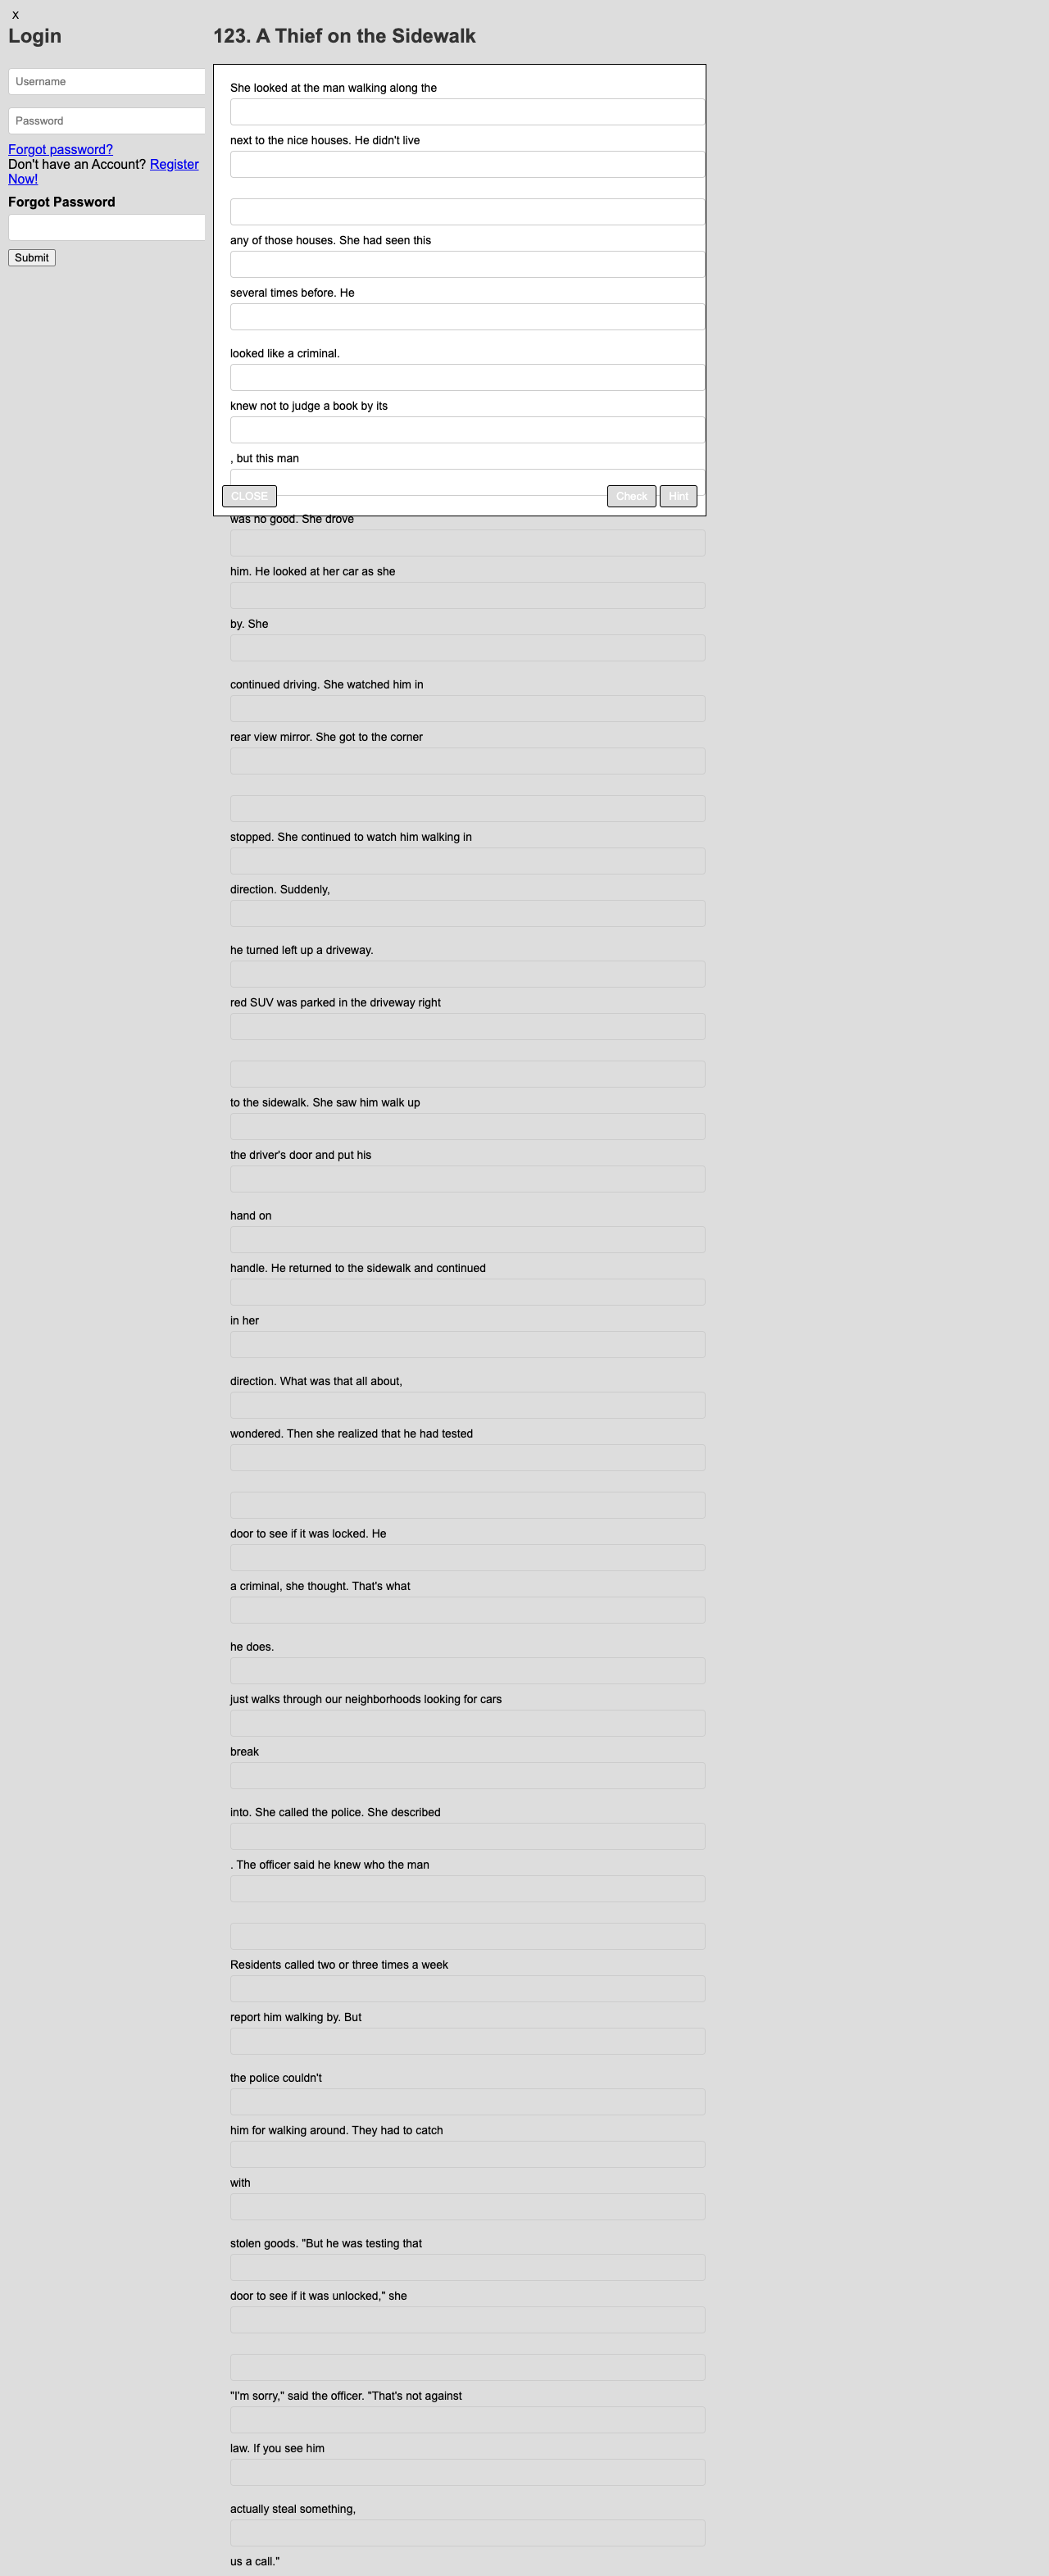 x
Login
Username
Password
Forgot password?
Don't have an Account? Register
Now!
Forgot Password
Submit
123. A Thief on the Sidewalk
She looked at the man walking along the
next to the nice houses. He didn't live
any of those houses. She had seen this
several times before. He
looked like a criminal.
knew not to judge a book by its
, but this man
CLOSE
Check
Hint
was no good. She drove
him. He looked at her car as she
by. She
continued driving. She watched him in
rear view mirror. She got to the corner
stopped. She continued to watch him walking in
direction. Suddenly,
he turned left up a driveway.
red SUV was parked in the driveway right
to the sidewalk. She saw him walk up
the driver's door and put his
hand on
handle. He returned to the sidewalk and continued
in her
direction. What was that all about,
wondered. Then she realized that he had tested
door to see if it was locked. He
a criminal, she thought. That's what
he does.
just walks through our neighborhoods looking for cars
break
into. She called the police. She described
. The officer said he knew who the man
Residents called two or three times a week
report him walking by. But
the police couldn't
him for walking around. They had to catch
with
stolen goods. "But he was testing that
door to see if it was unlocked," she
"I'm sorry," said the officer. "That's not against
law. If you see him
actually steal something,
us a call."